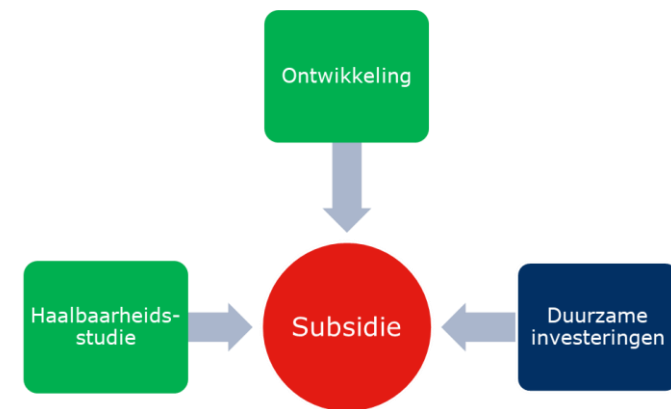 Ontwikkeling
Haalbaarheids-
studie
Subsidie
Duurzame
investeringen